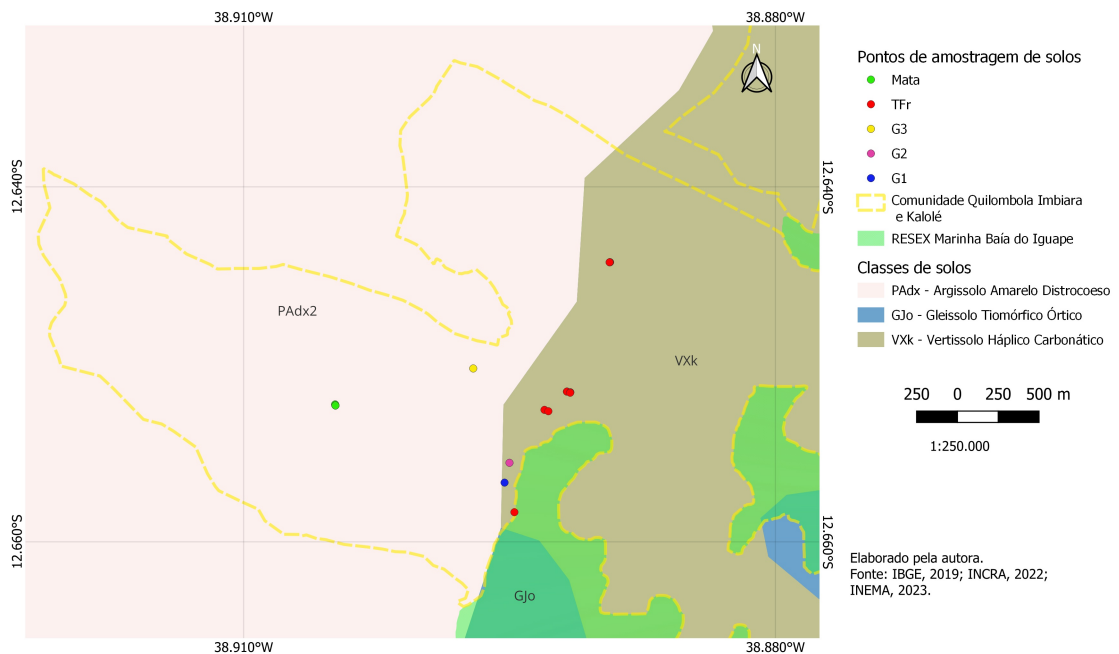 38.910°W
38.880°W
N
12.640°S
12.640°S
PAdx2
VXk
12.660°S
12.660°S
GJo
38.910°W
38.880°W
Pontos de amostragem de solos
Mata
TFr
G3
G2
G1
Comunidade Quilombola Imbiara
e Kalolé
RESEX Marinha Baía do Iguape
Classes de solos
PAdx - Argissolo Amarelo Distrocoeso
GJo - Gleissolo Tiomórfico Órtico
VXk - Vertissolo Háplico Carbonático
250 0 250 500 m
1:250.000
Elaborado pela autora.
Fonte: IBGE, 2019; INCRA, 2022;
INEMA, 2023.